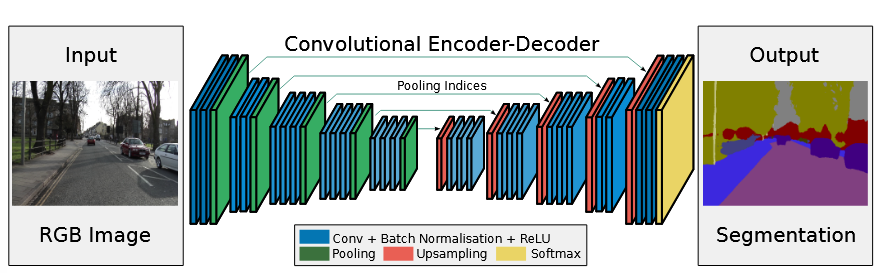 Input
RGB Image
Convolutional Encoder-Decoder
Pooling Indices
Conv + Batch Normalisation + ReLU
Pooling
Upsampling
Softmax
Output
Segmentation